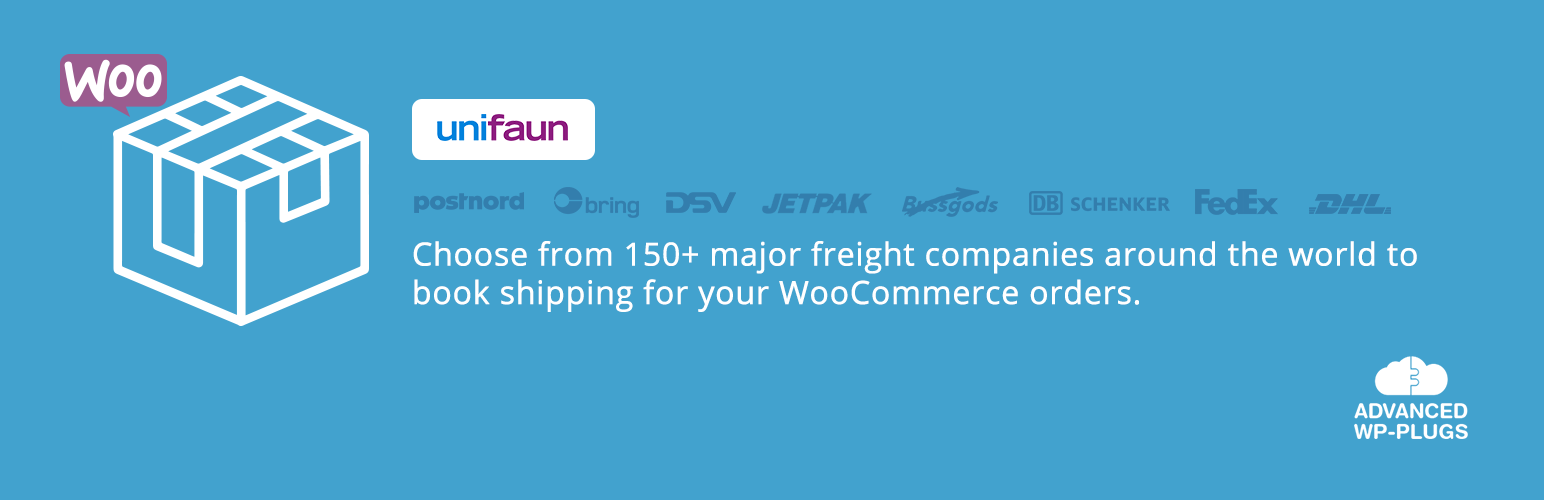 Woo
unifaun
postnord bring DSV JETPAK Bussgods DB SCHENKER FedEx DHL
Choose from 150+ major freight companies around the world to
book shipping for your WooCommerce orders.
ADVANCED
WP-PLUGS